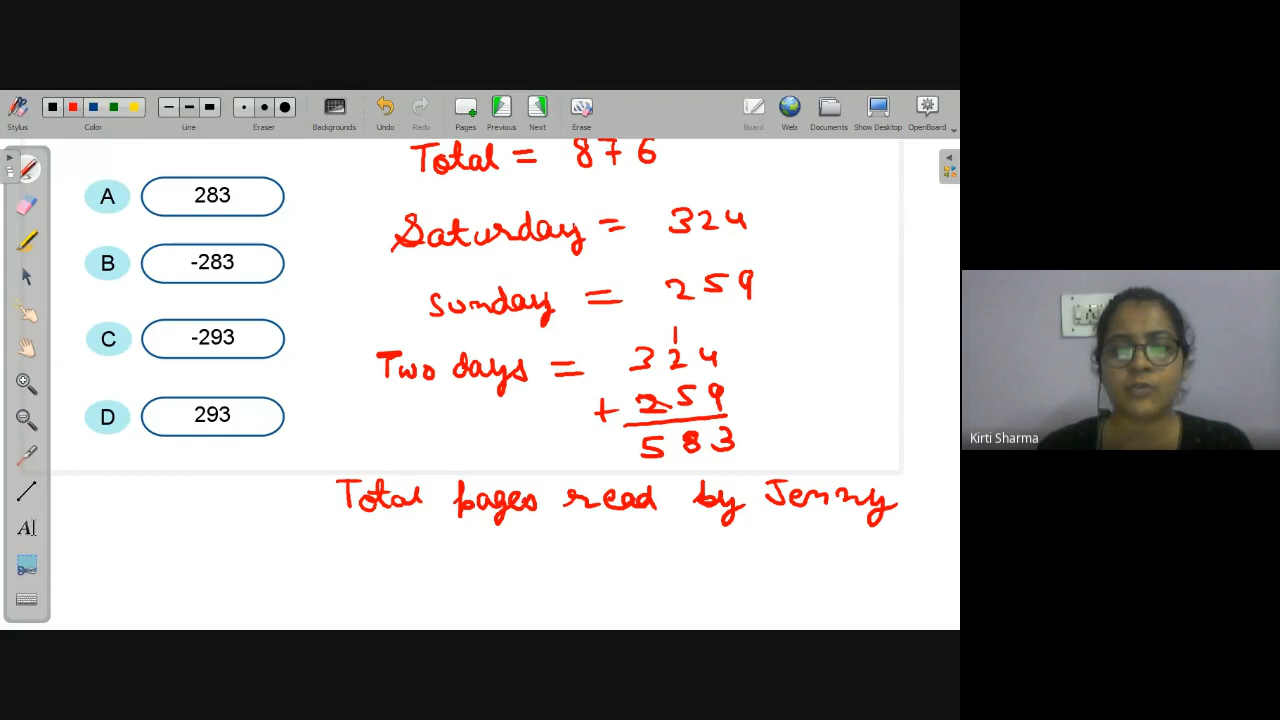 Stylus
Color
Line
Eraser
Backgrounds
Undo
Redo
Pages
Previous
Next
Erase
Board
Web
Documents
Show Desktop
OpenBoard
Total = 876
A 283
Saturday = 324
B -283
Sunday = 259
C -293
1
Two days = 324
+ 259
D 293
583
Total pages read by Jenny
Kirti Sharma